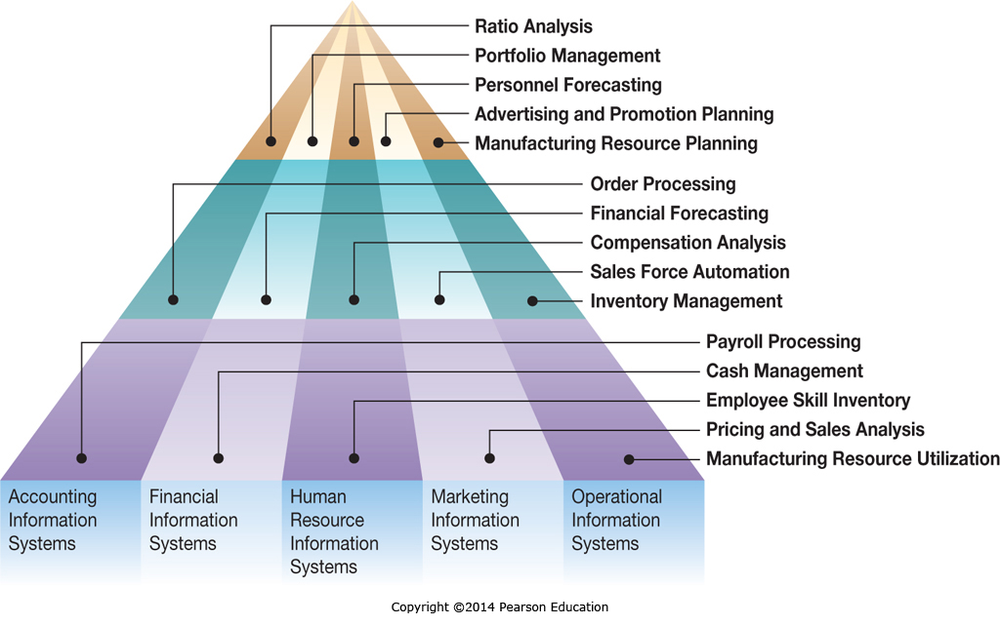 Ratio Analysis
Portfolio Management
Personnel Forecasting
Advertising and Promotion Planning
Manufacturing Resource Planning
Order Processing
Financial Forecasting
Compensation Analysis
Sales Force Automation
Inventory Management
Payroll Processing
Cash Management
Employee Skill Inventory
Pricing and Sales Analysis
Manufacturing Resource Utilization
Accounting
Information
Systems
Financial
Information
Systems
Human
Resource
Information
Systems
Marketing
Information
Systems
Operational
Information
Systems
Copyright ©2014 Pearson Education